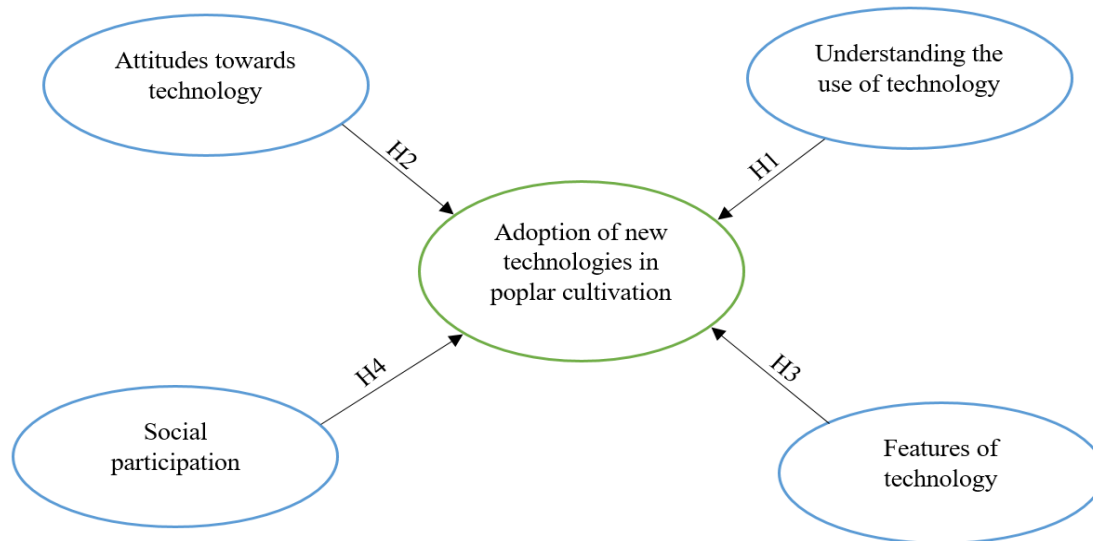 Attitudes towards
technology
Understanding the
use of technology
H2
H1
Adoption of new
technologies in
poplar cultivation
H4
H3
Social
participation
Features of
technology